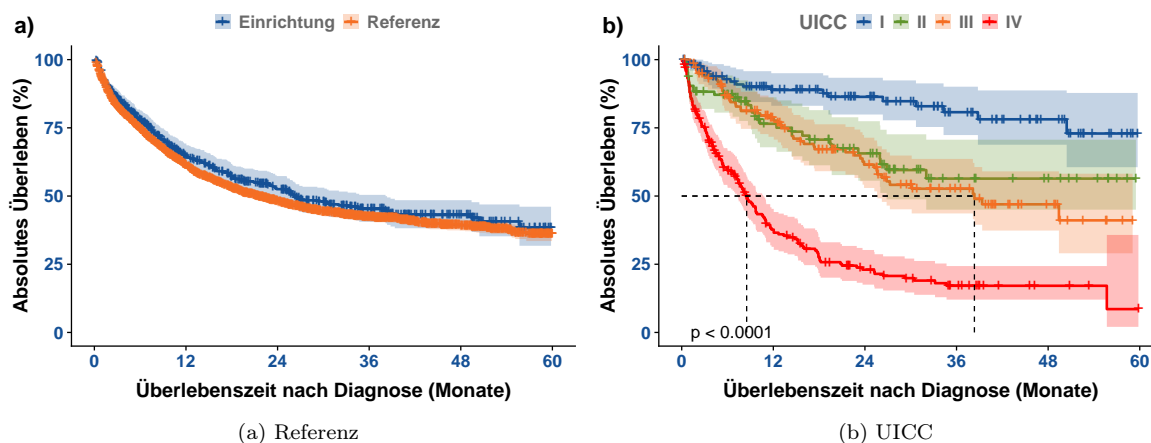 a)
Einrichtung Referenz
Absolutes Überleben (%)
100
75
50
25
0
0 12 24 36 48 60
Überlebenszeit nach Diagnose (Monate)
(a) Referenz
b)
UICC I II III IV
Absolutes Überleben (%)
100
75
50
25
0
p < 0.0001
0 12 24 36 48 60
Überlebenszeit nach Diagnose (Monate)
(b) UICC